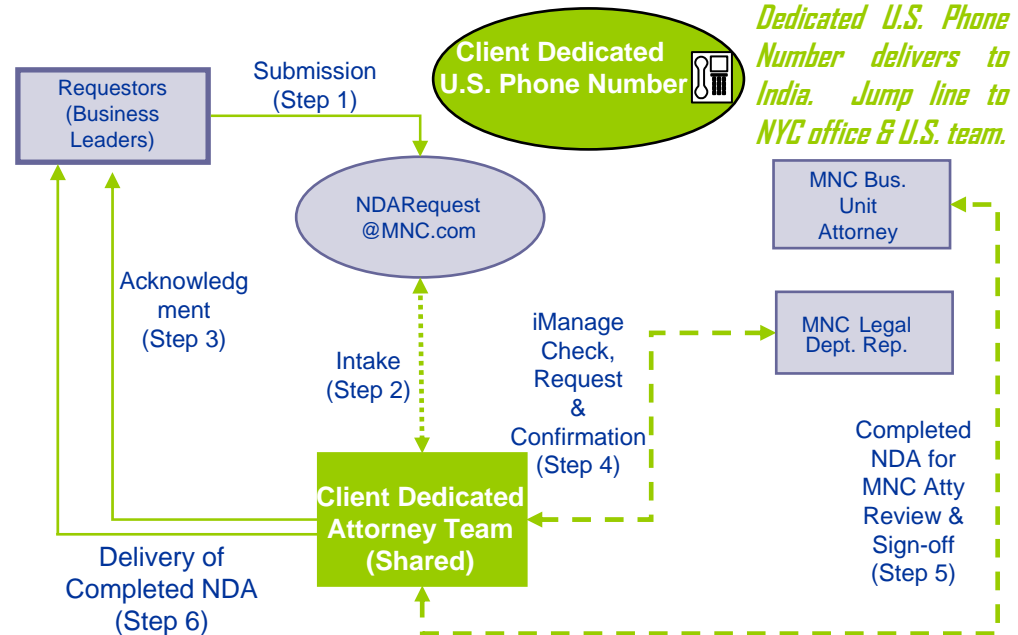 Client Dedicated
U.S. Phone Number
Dedicated U.S. Phone
Number delivers to
India. Jump line to
NYC office & U.S. team.
Requestors
(Business
Leaders)
Submission
(Step 1)
NDARequest
@MNC.com
MNC Bus.
Unit
Attorney
Acknowledg
ment
(Step 3)
Intake
(Step 2)
iManage
Check,
Request
&
Confirmation
(Step 4)
MNC Legal
Dept. Rep.
Client Dedicated
Attorney Team
(Shared)
Completed
NDA for
MNC Atty
Review &
Sign-off
(Step 5)
Delivery of
Completed NDA
(Step 6)